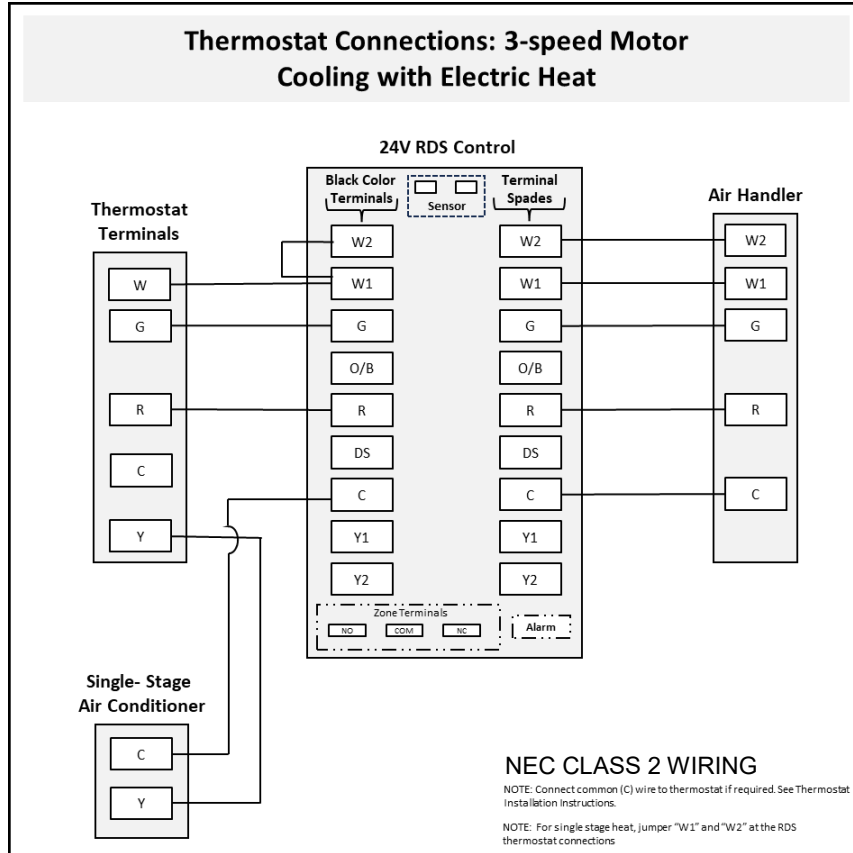 Thermostat Connections: 3-speed Motor
Cooling with Electric Heat
24V RDS Control
Black Color
Terminals
Sensor
Terminal
Spades
Thermostat
Terminals
Air Handler
W
G
R
C
Y
W2
W1
G
O/B
R
DS
C
Y1
Y2
W2
W1
G
O/B
R
DS
C
Y1
Y2
W2
W1
G
R
C
Zone Terminals
NO
COM
NC
Alarm
Single- Stage
Air Conditioner
C
Y
NEC CLASS 2 WIRING
NOTE: Connect common (C) wire to thermostat if required. See Thermostat
Installation Instructions.
NOTE: For single stage heat, jumper "W1" and "W2" at the RDS
thermostat connections